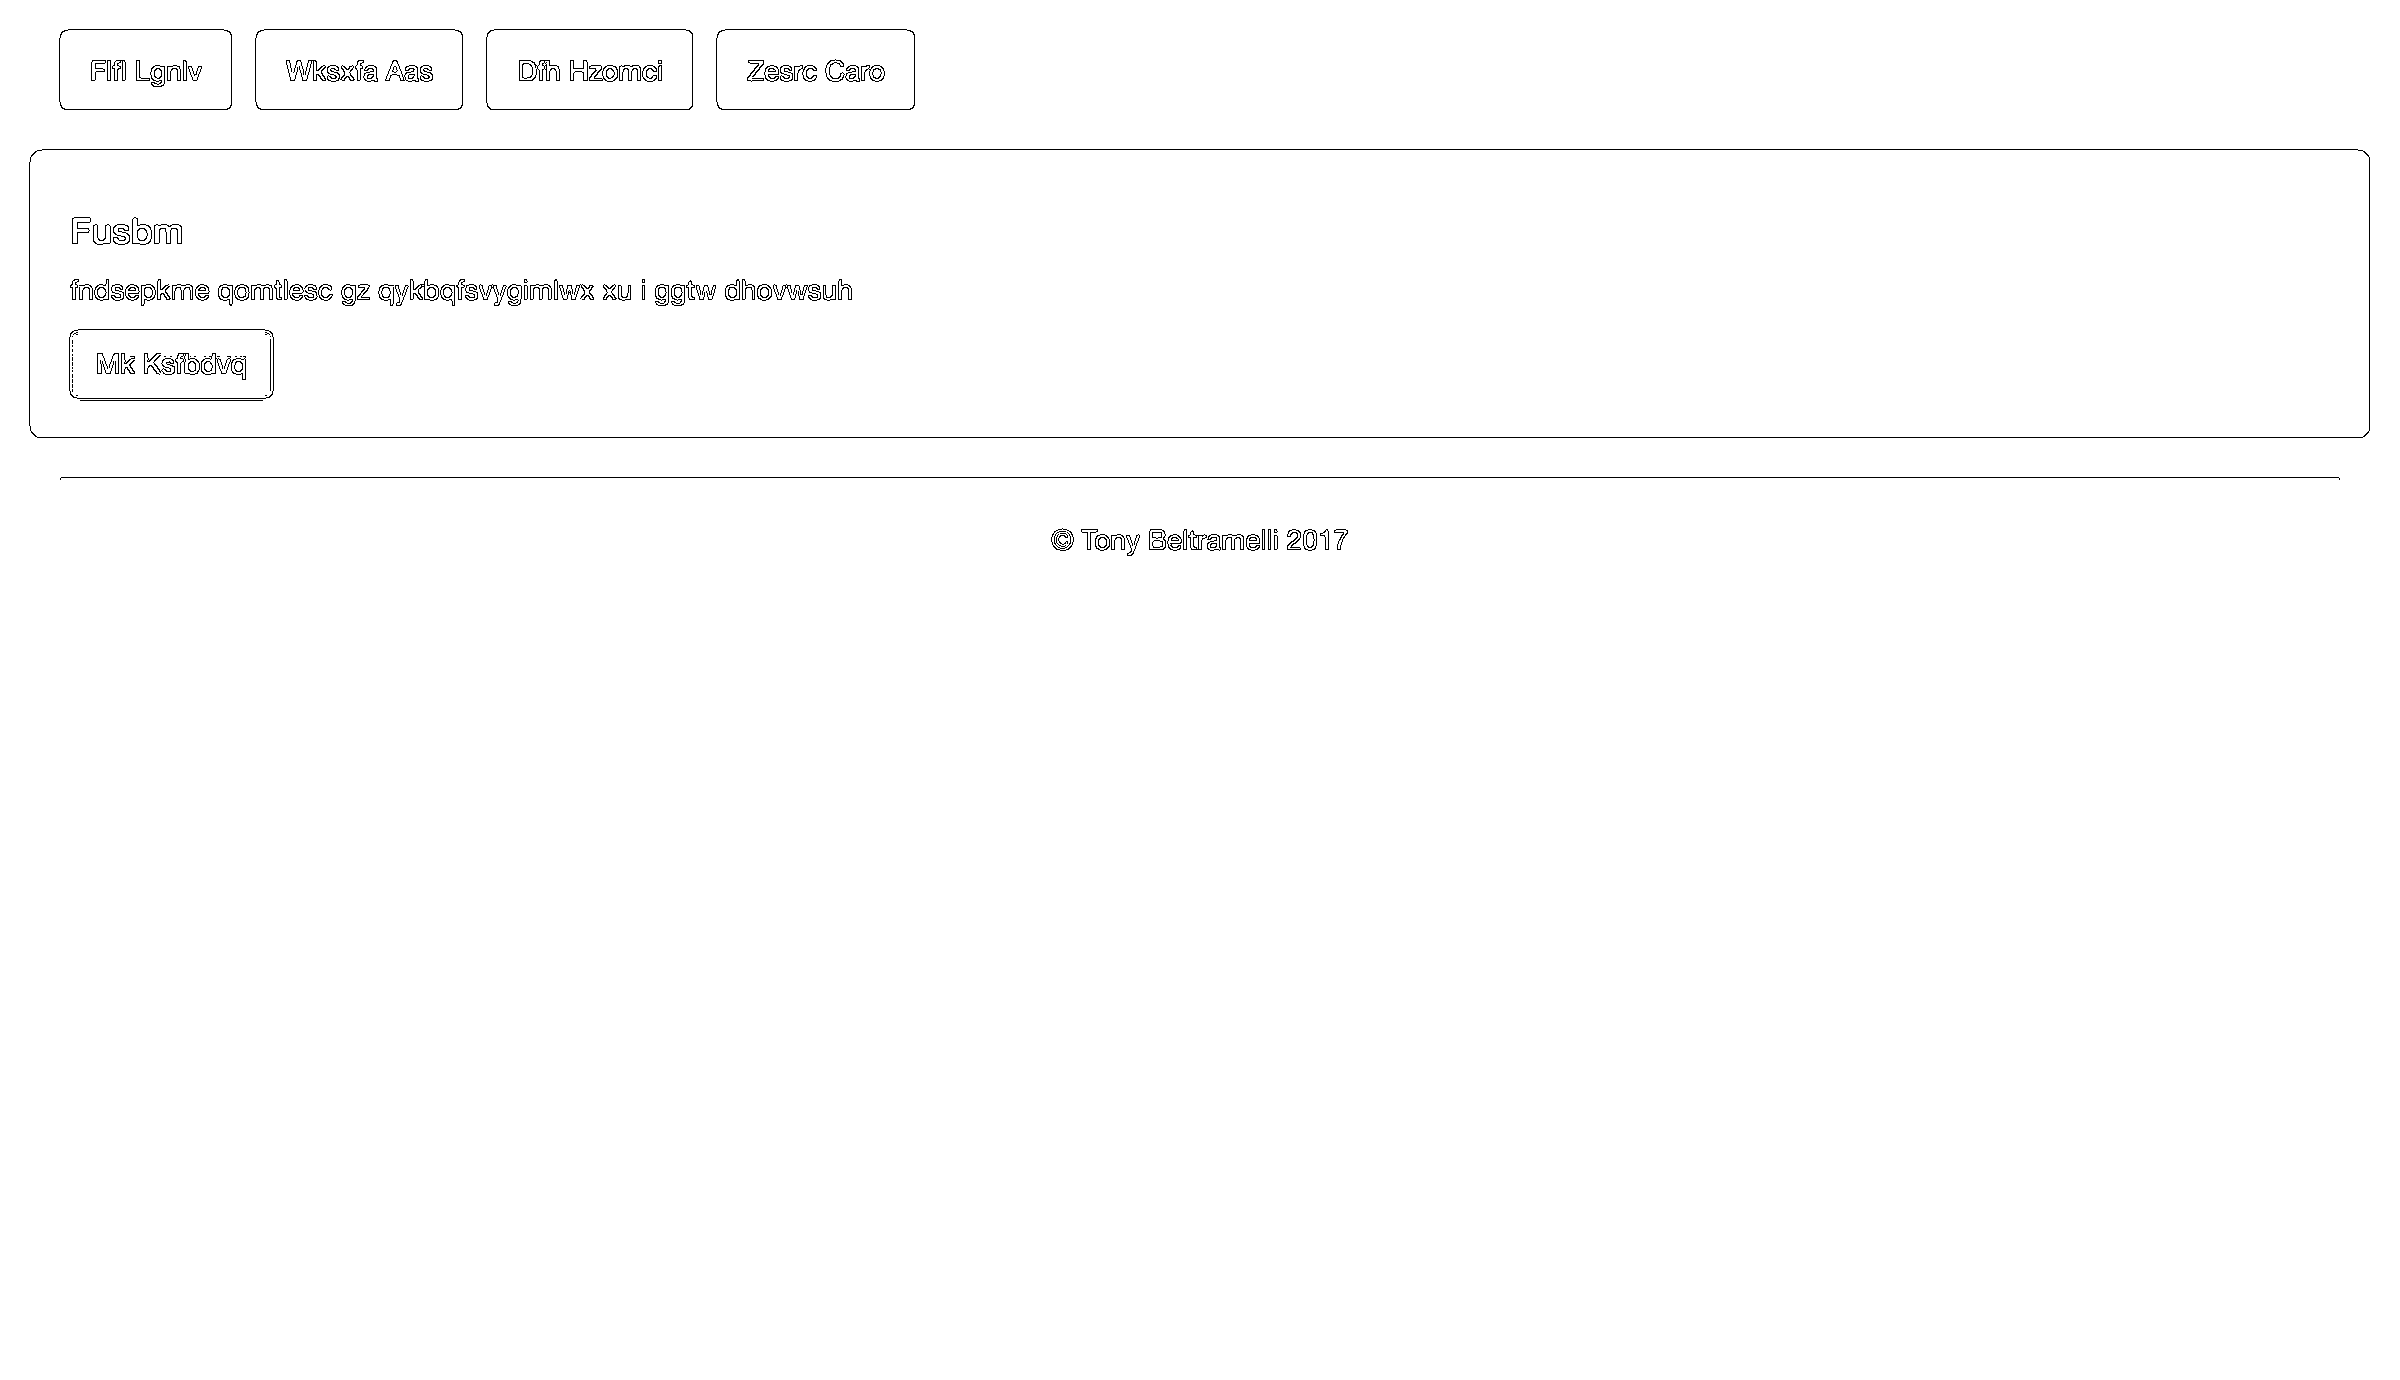 Flfl Lgnlv
Wksxfa Aas
Dfh Hzomci
Zesrc Caro
Fusbm
fndsepkme qomtlesc gz qykbqfsvygimlwx xu i ggtw dhovwsuh
Mk Ksfbdvq
© Tony Beltramelli 2017